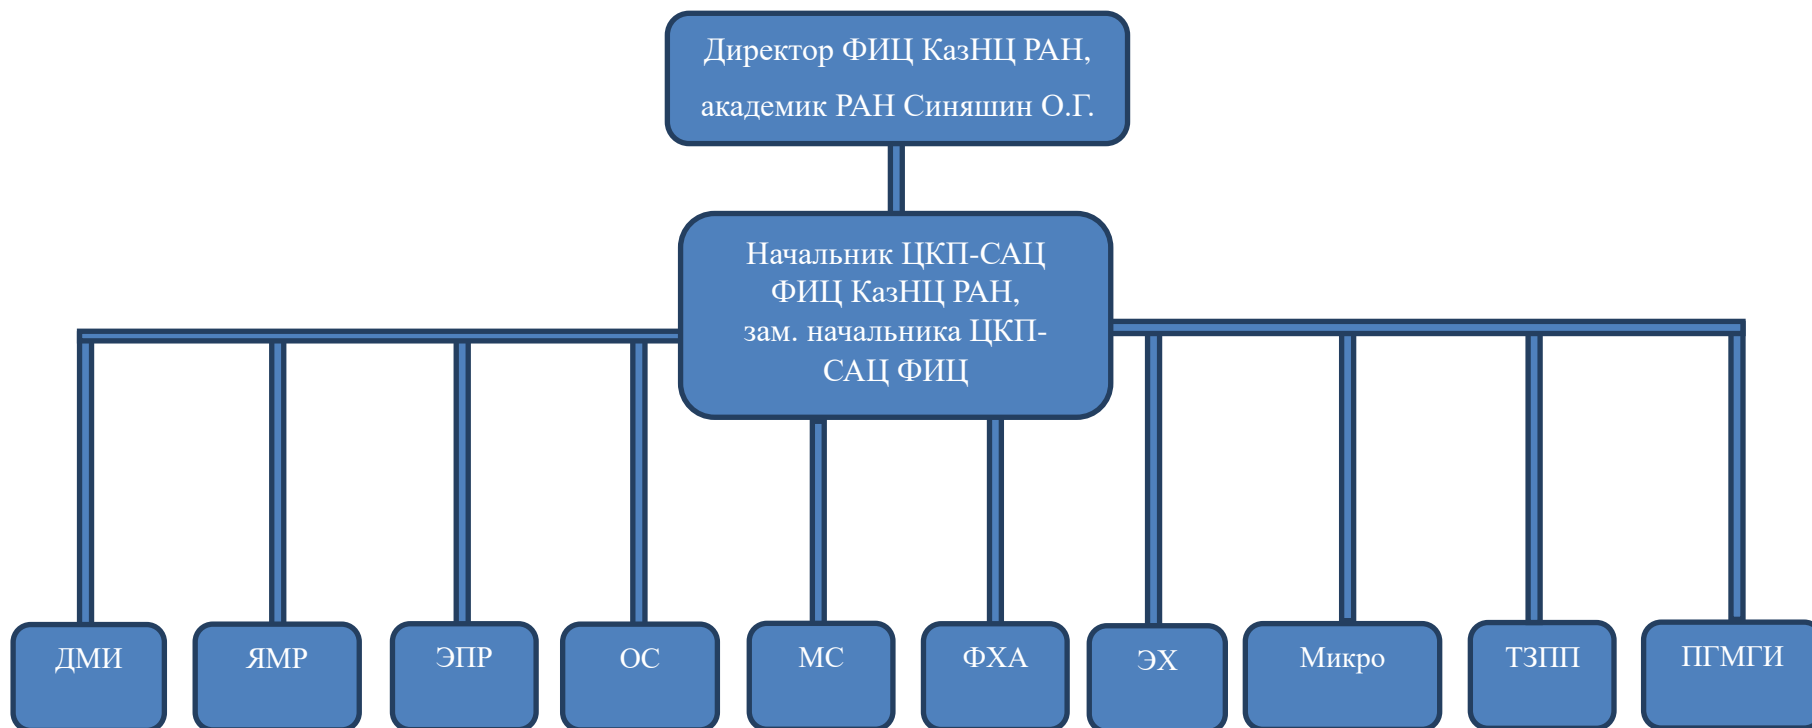 Директор ФИЦ КазНЦ РАН,
академик РАН Синяшин О.Г.
Начальник ЦКП-САЦ
ФИЦ КазНЦ РАН,
зам. начальника ЦКП-
САЦ ФИЦ
ДМИ
ЯМР
ЭПР
ОС
МС
ФХА
ЭХ
Микро
ТЗПП
ПГМГИ